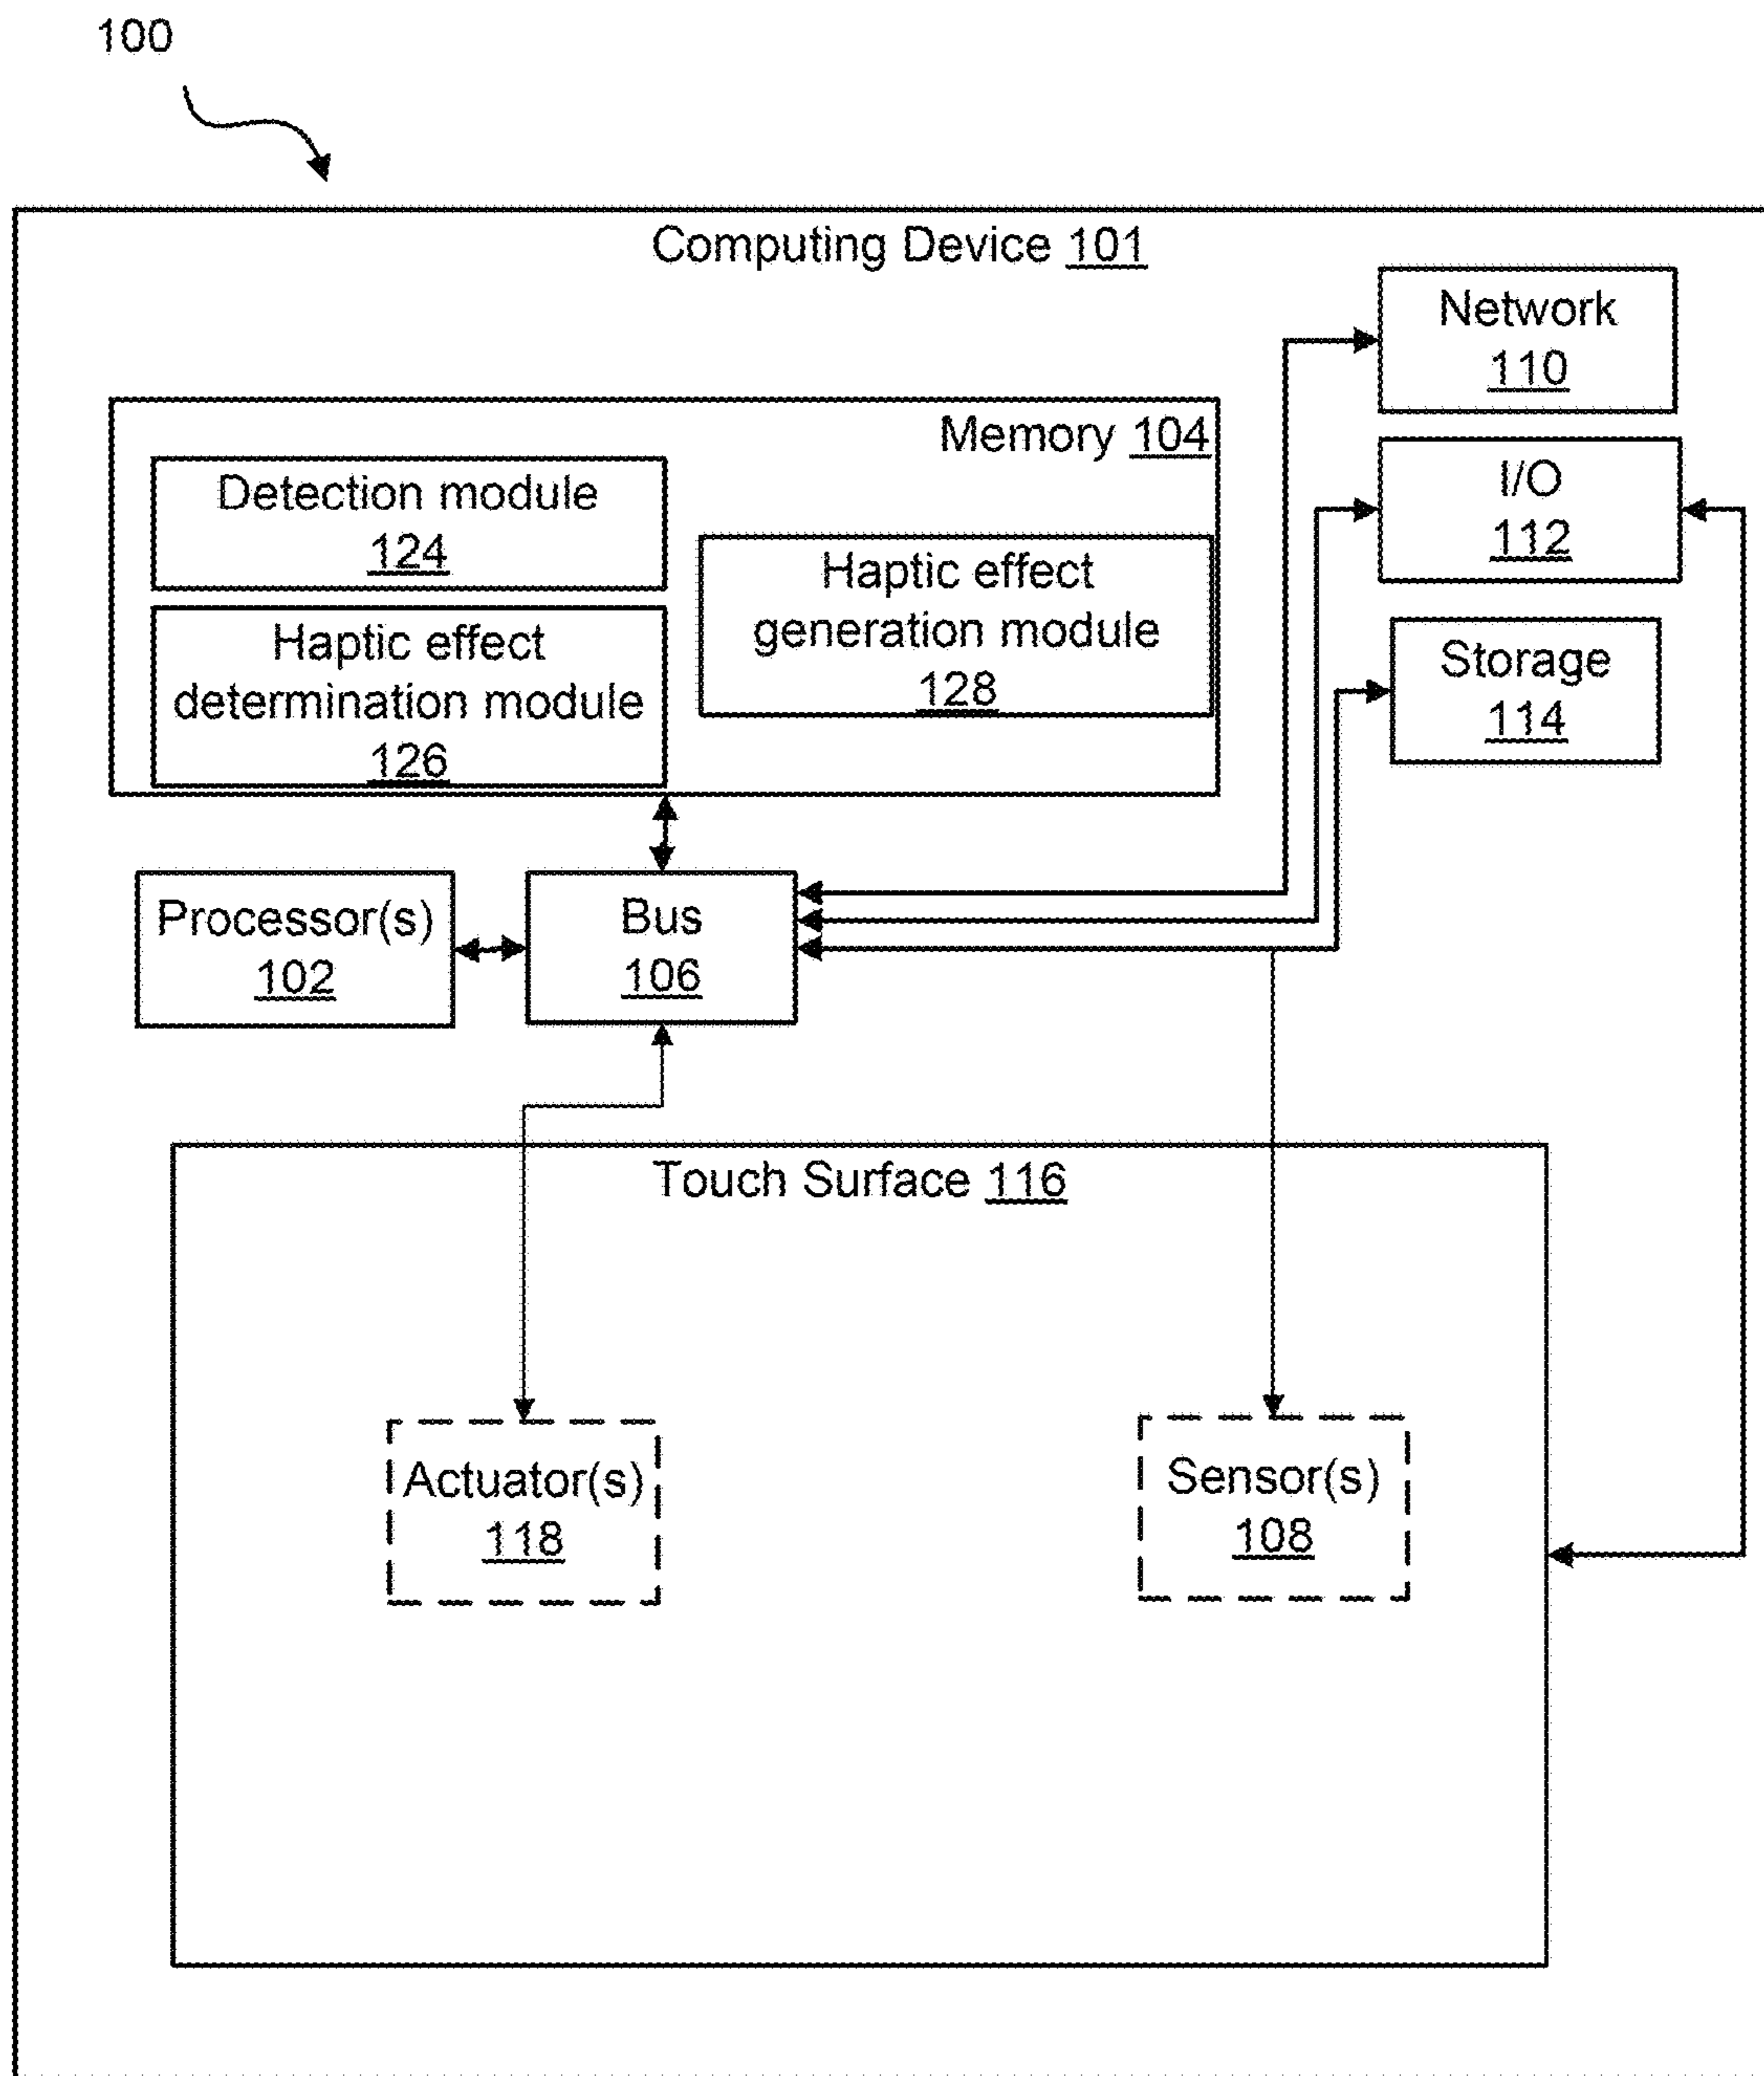 100
Computing Device 101
Network
110
Memory 104
I/O
112
Detection module
124
Haptic effect
generation module
128
Haptic effect
determination module
126
Storage
114
Processor(s)
102
Bus
106
Touch Surface 116
Actuator(s)
118
Sensor(s)
108